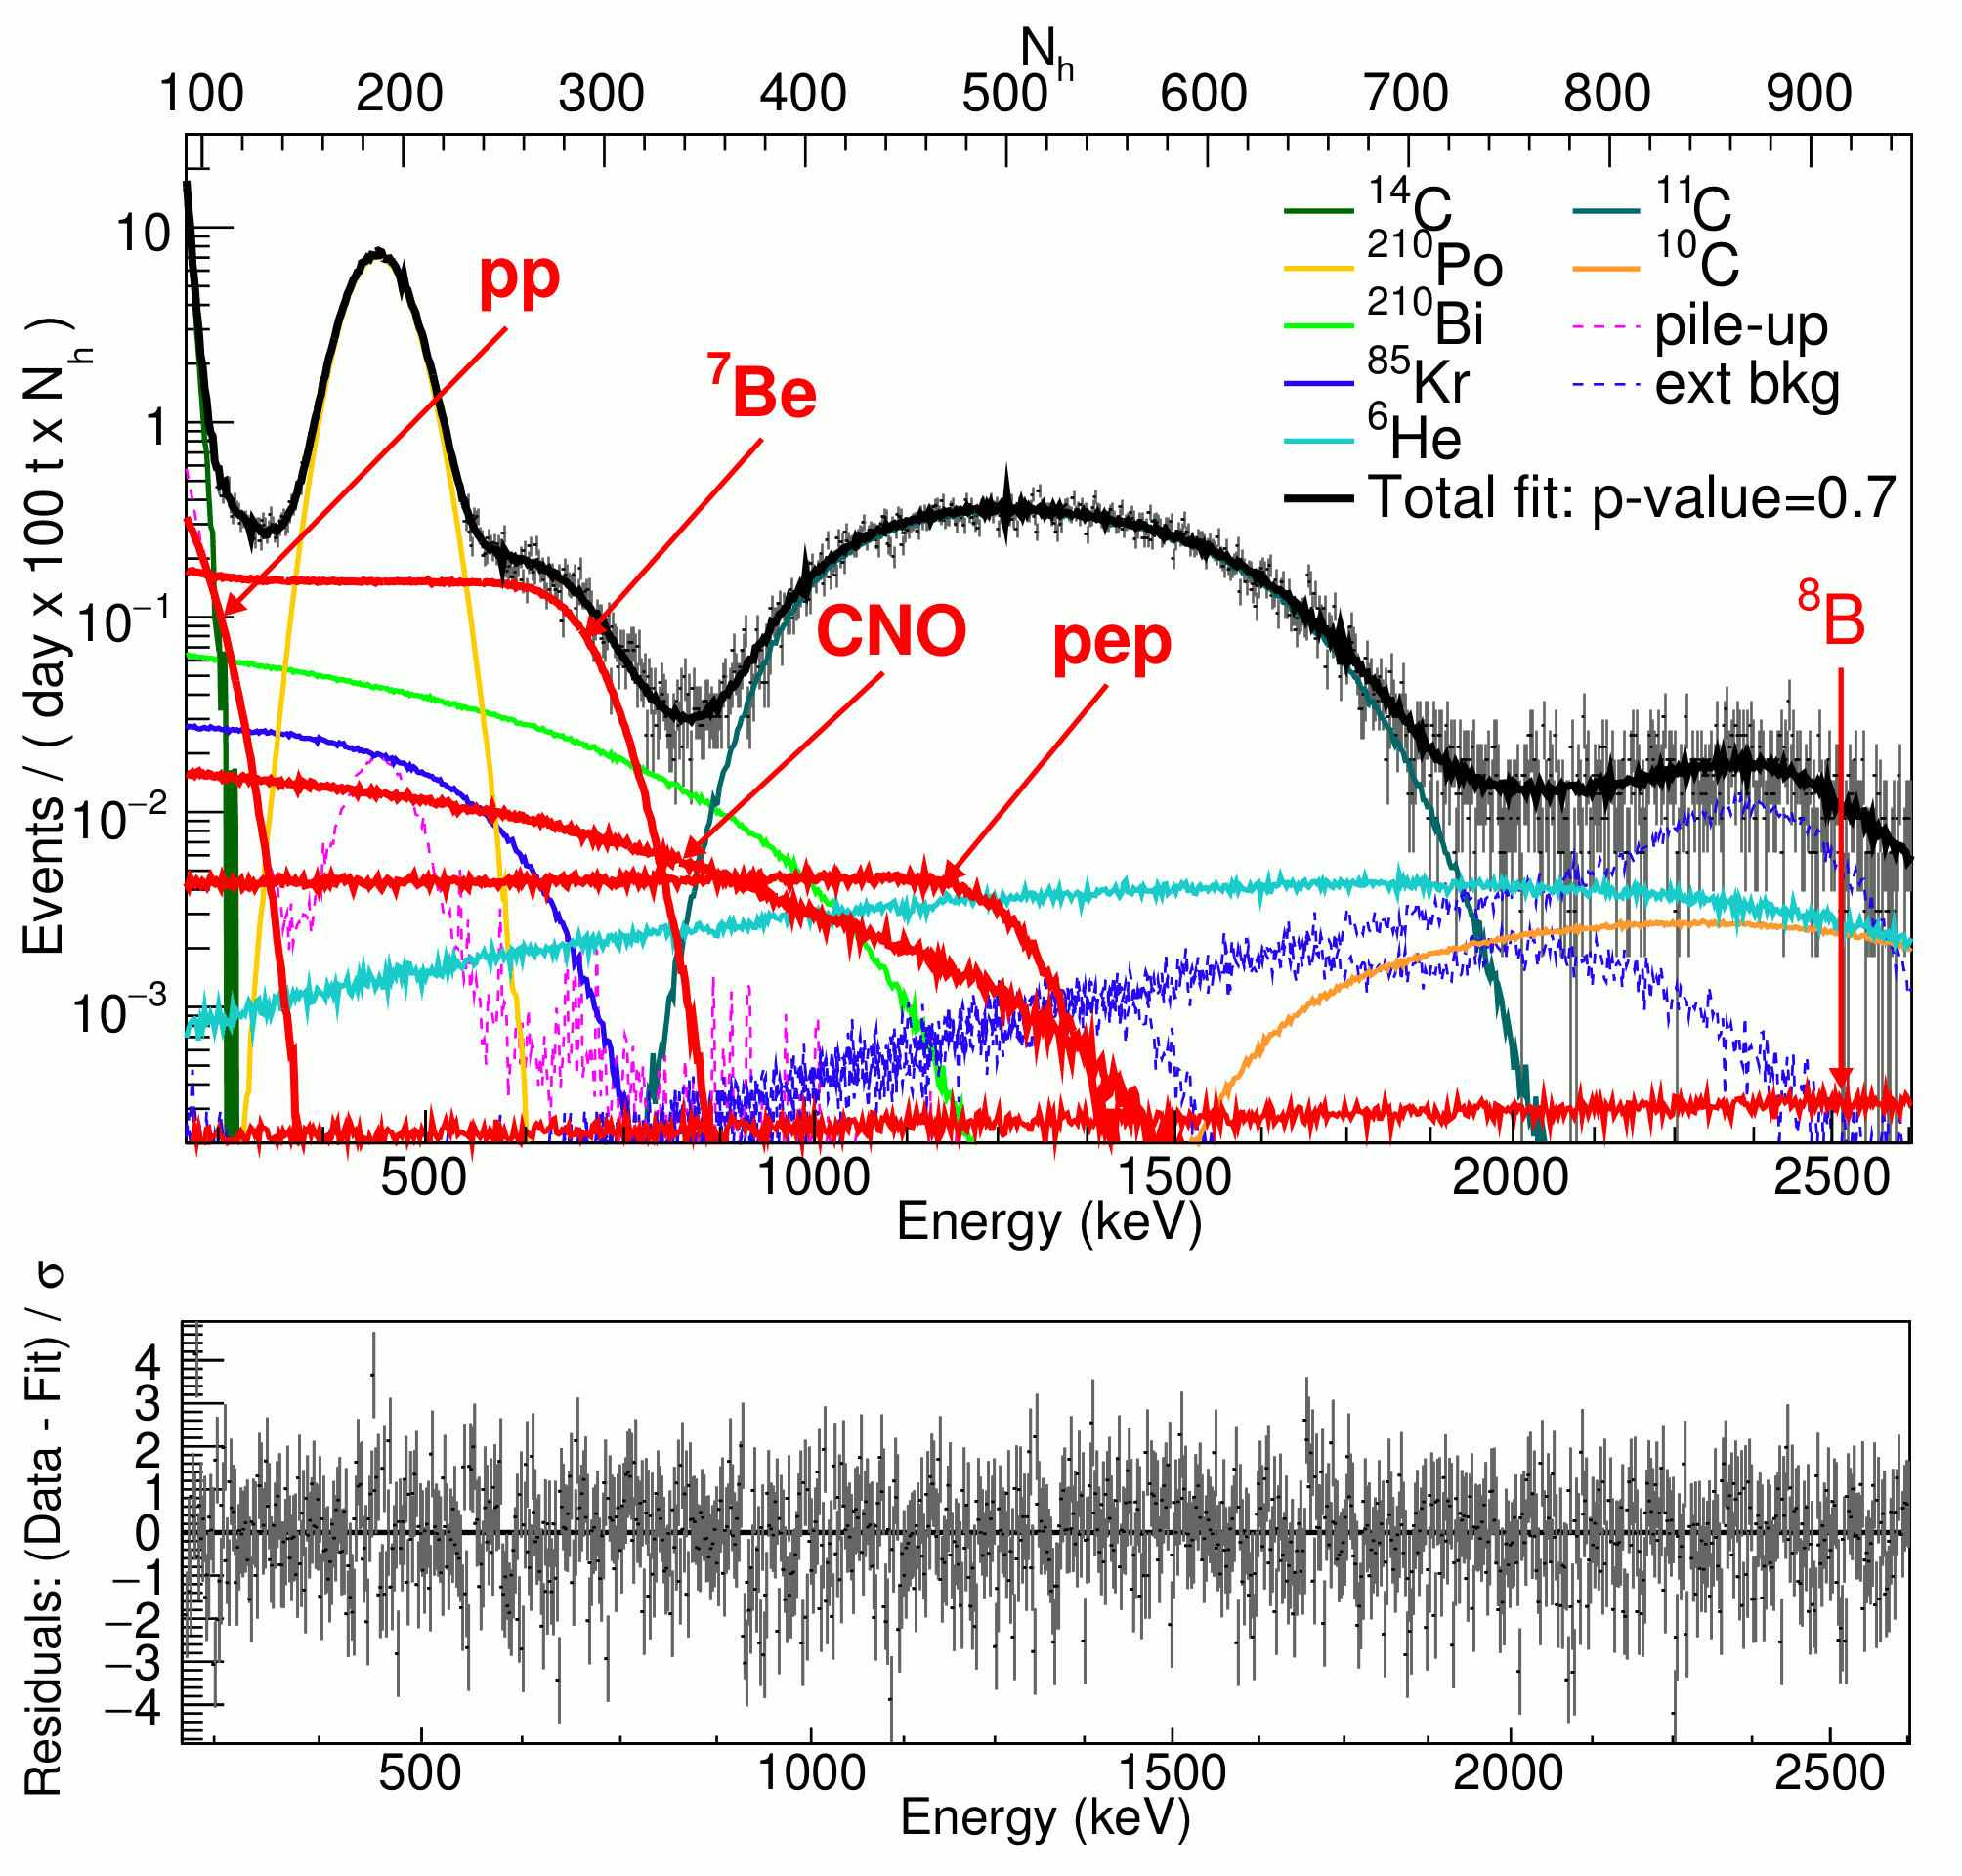 N_h
100 200 300 400 500 600 700 800 900
Events / ( day x 100 t x N_h )
10
1
10⁻¹
10⁻²
10⁻³
pp
⁷Be
CNO
pep
⁸B
¹⁴C ¹¹C
²¹⁰Po ¹⁰C
²¹⁰Bi pile-up
⁸⁵Kr ext bkg
⁶He
Total fit: p-value=0.7
500 1000 1500 2000 2500
Energy (keV)
Residuals: (Data - Fit) / σ
4
3
2
1
0
−1
−2
−3
−4
500 1000 1500 2000 2500
Energy (keV)